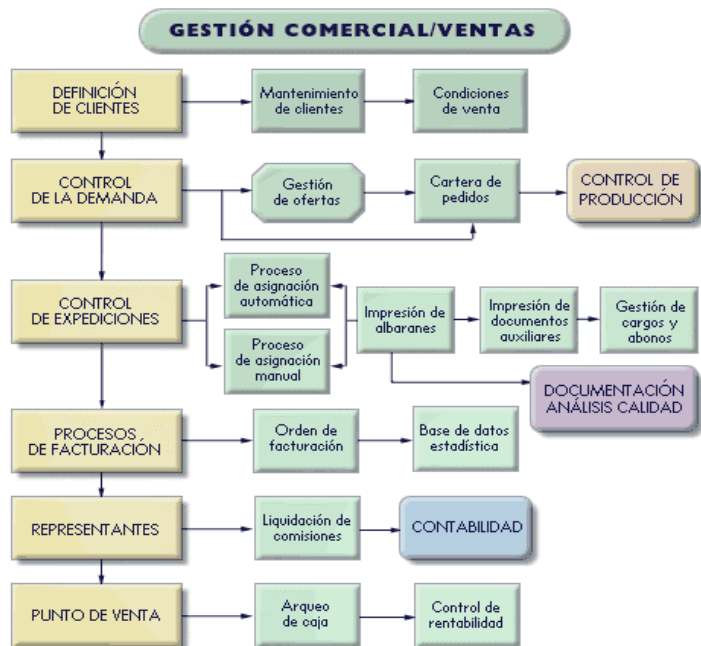 GESTIÓN COMERCIAL/VENTAS
DEFINICIÓN
DE CLIENTES
Mantenimiento
de clientes
Condiciones
de venta
CONTROL
DE LA DEMANDA
Gestión
de ofertas
Cartera de
pedidos
CONTROL DE
PRODUCCIÓN
CONTROL
DE EXPEDICIONES
Proceso
de asignación
automática
Proceso
de asignación
manual
Impresión de
albaranes
Impresión de
documentos
auxiliares
Gestión de
cargos y
abonos
DOCUMENTACIÓN
ANÁLISIS CALIDAD
PROCESOS
DE FACTURACIÓN
Orden de
facturación
Base de datos
estadística
REPRESENTANTES
Liquidación de
comisiones
CONTABILIDAD
PUNTO DE VENTA
Arqueo
de caja
Control de
rentabilidad